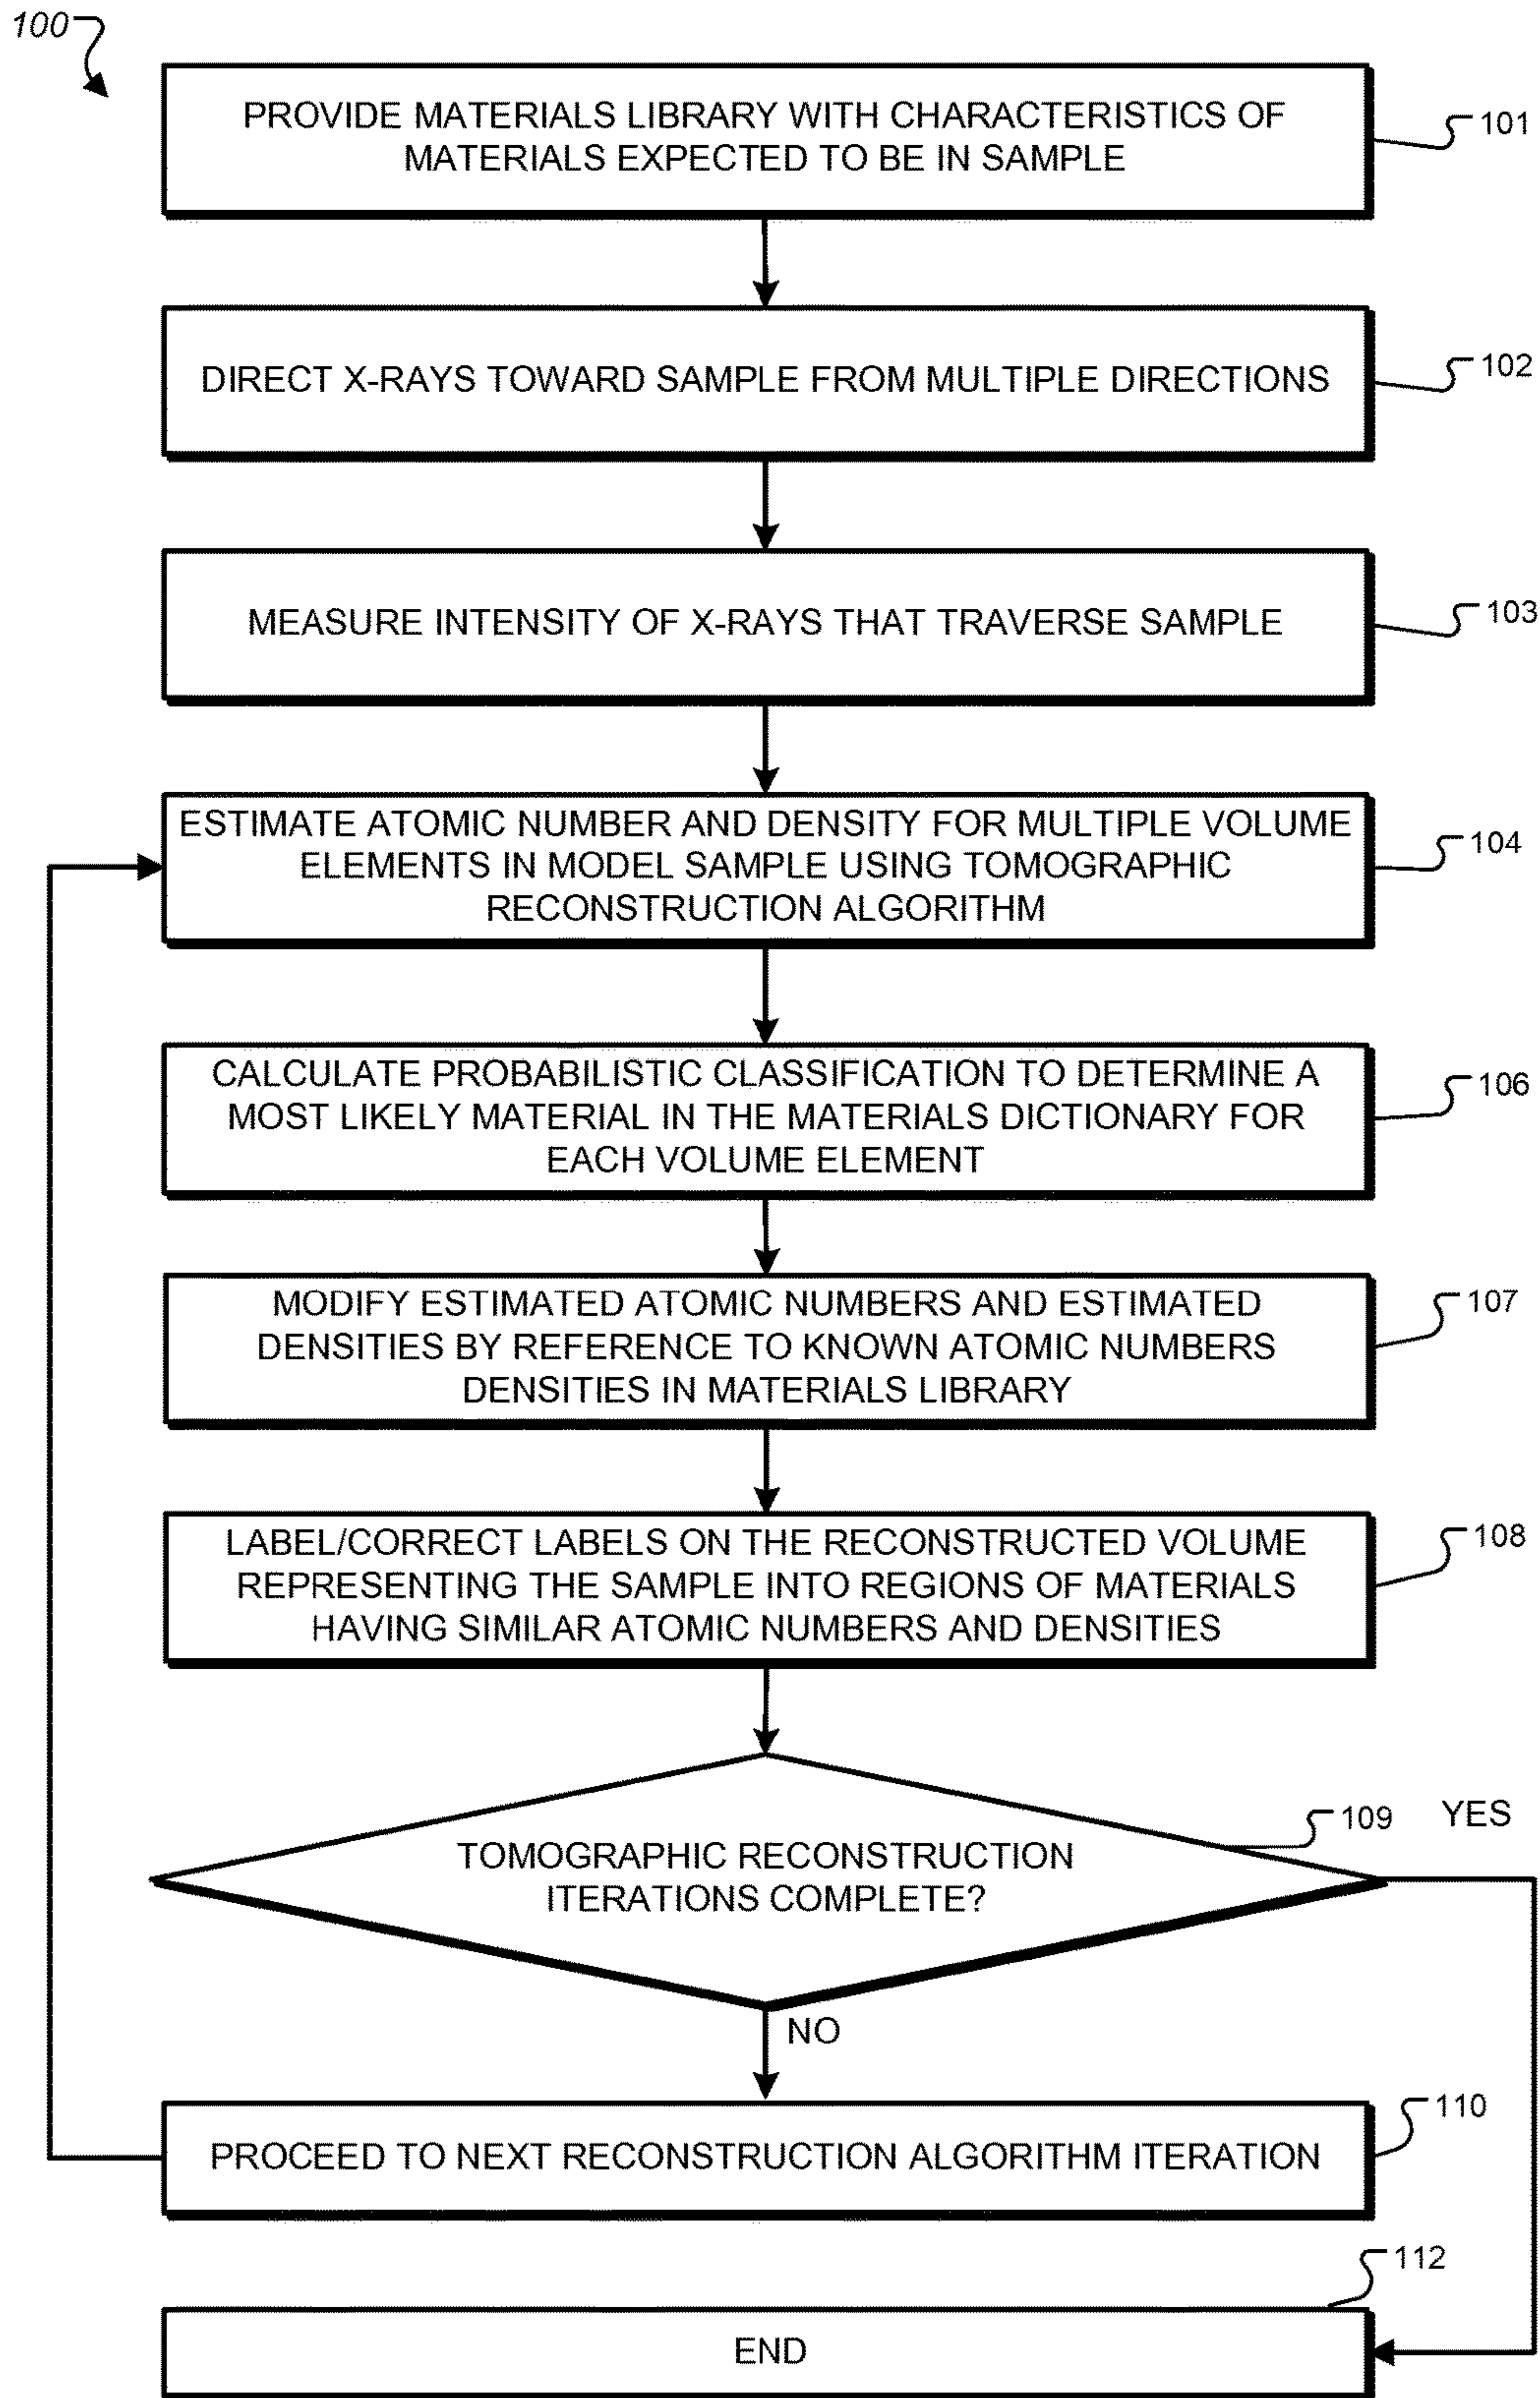 100
PROVIDE MATERIALS LIBRARY WITH CHARACTERISTICS OF
MATERIALS EXPECTED TO BE IN SAMPLE
101
DIRECT X-RAYS TOWARD SAMPLE FROM MULTIPLE DIRECTIONS
102
MEASURE INTENSITY OF X-RAYS THAT TRAVERSE SAMPLE
103
ESTIMATE ATOMIC NUMBER AND DENSITY FOR MULTIPLE VOLUME
ELEMENTS IN MODEL SAMPLE USING TOMOGRAPHIC
RECONSTRUCTION ALGORITHM
104
CALCULATE PROBABILISTIC CLASSIFICATION TO DETERMINE A
MOST LIKELY MATERIAL IN THE MATERIALS DICTIONARY FOR
EACH VOLUME ELEMENT
106
MODIFY ESTIMATED ATOMIC NUMBERS AND ESTIMATED
DENSITIES BY REFERENCE TO KNOWN ATOMIC NUMBERS
DENSITIES IN MATERIALS LIBRARY
107
LABEL/CORRECT LABELS ON THE RECONSTRUCTED VOLUME
REPRESENTING THE SAMPLE INTO REGIONS OF MATERIALS
HAVING SIMILAR ATOMIC NUMBERS AND DENSITIES
108
TOMOGRAPHIC RECONSTRUCTION
ITERATIONS COMPLETE?
109
YES
NO
PROCEED TO NEXT RECONSTRUCTION ALGORITHM ITERATION
110
112
END